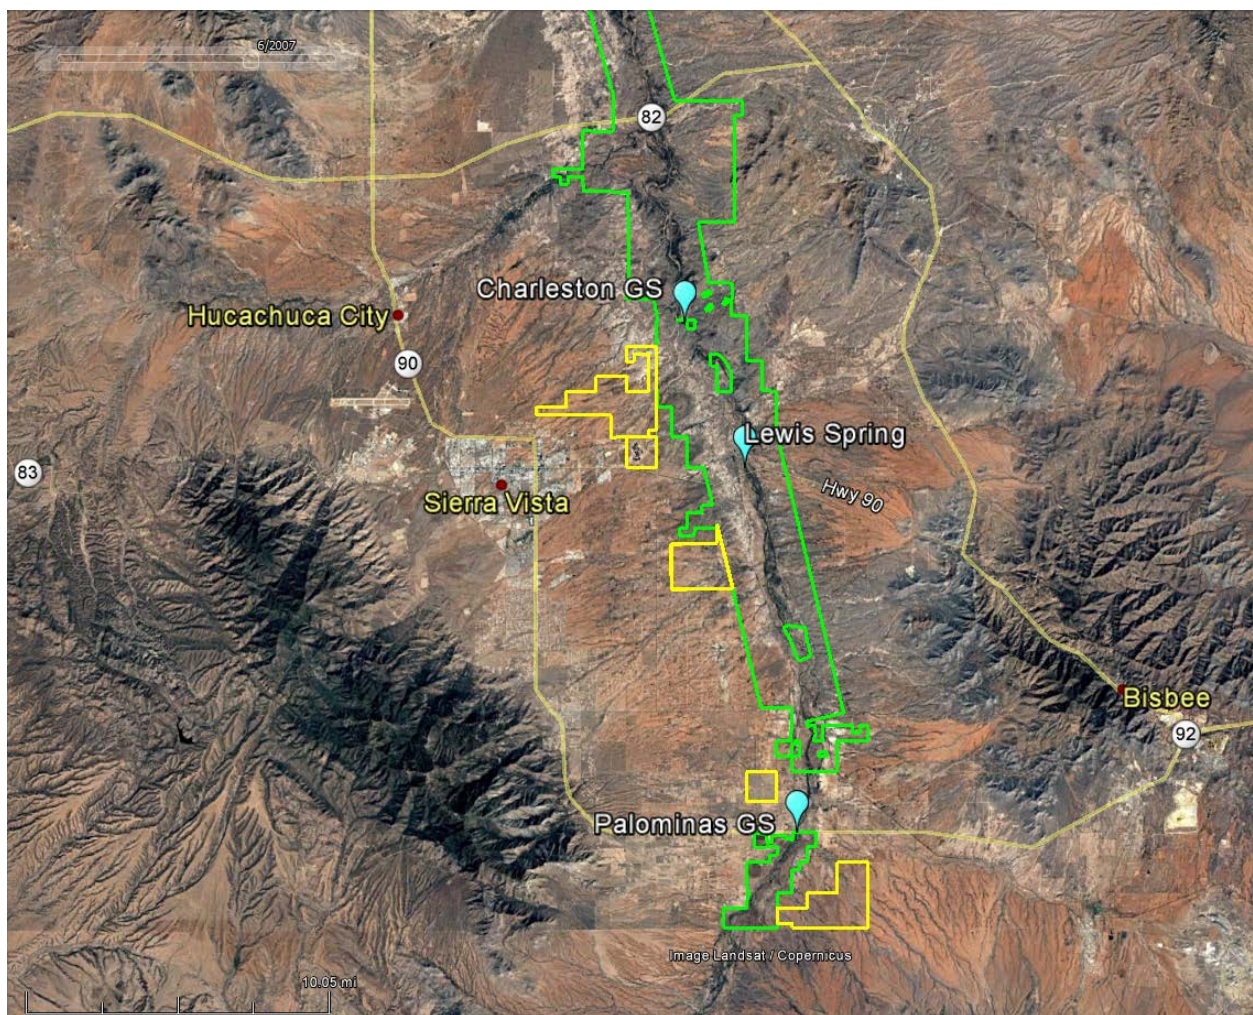 6/2007
82
Charleston GS
Hucachuca City
90
Lewis Spring
83
Hwy 90
Sierra Vista
Bisbee
92
Palominas GS
Image Landsat / Copernicus
10.05 mi